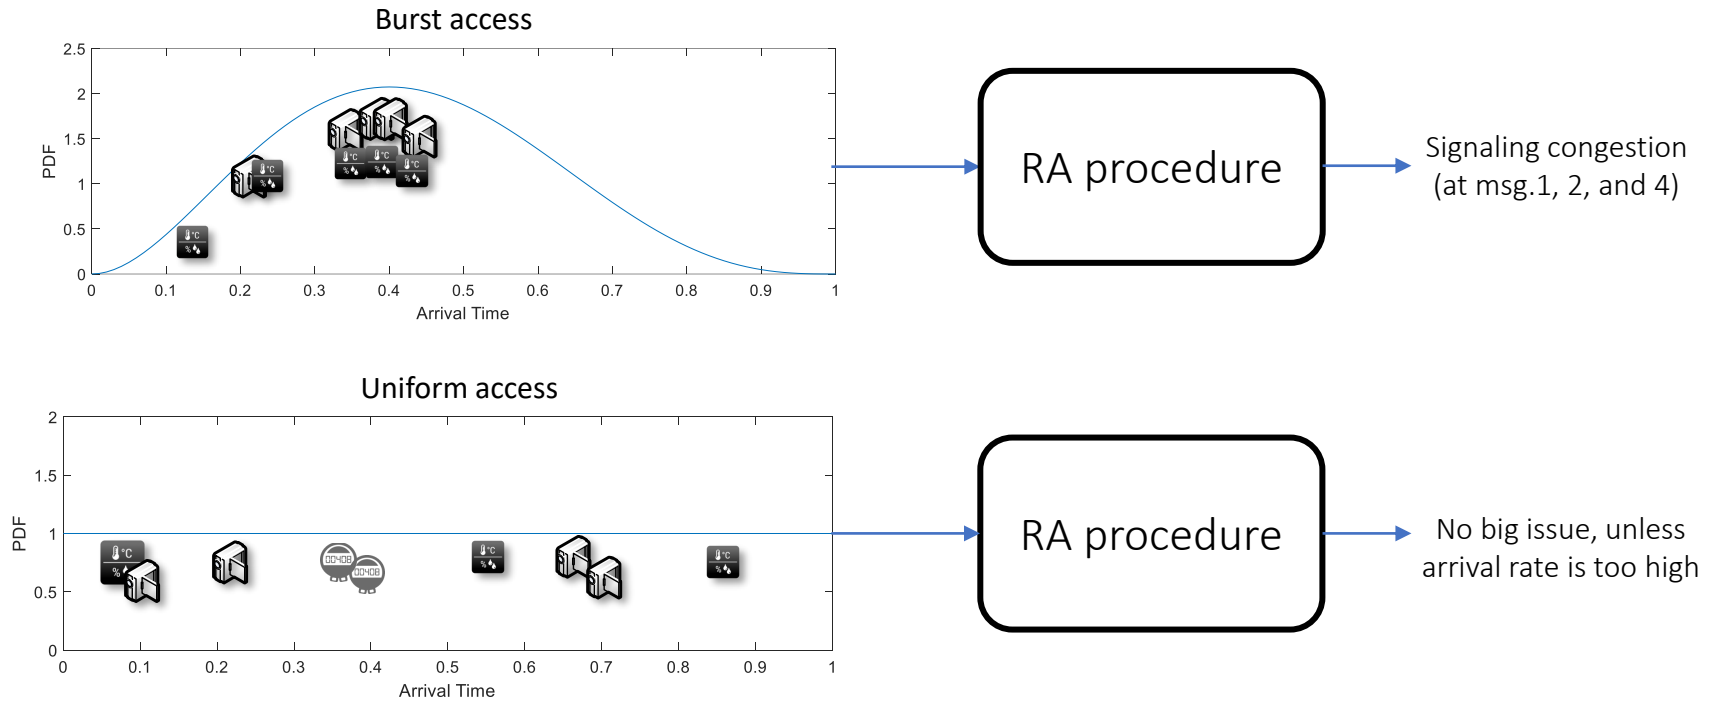 Burst access
2.5
2
1.5
1
0.5
0
PDF
°C
%
°C
%
°C
%
°C
%
°C
%
0 0.1 0.2 0.3 0.4 0.5 0.6 0.7 0.8 0.9 1
Arrival Time
RA procedure
Signaling congestion
(at msg.1, 2, and 4)
Uniform access
2
1.5
1
0.5
0
PDF
°C
%
00408
00408
°C
%
°C
%
0 0.1 0.2 0.3 0.4 0.5 0.6 0.7 0.8 0.9 1
Arrival Time
RA procedure
No big issue, unless
arrival rate is too high